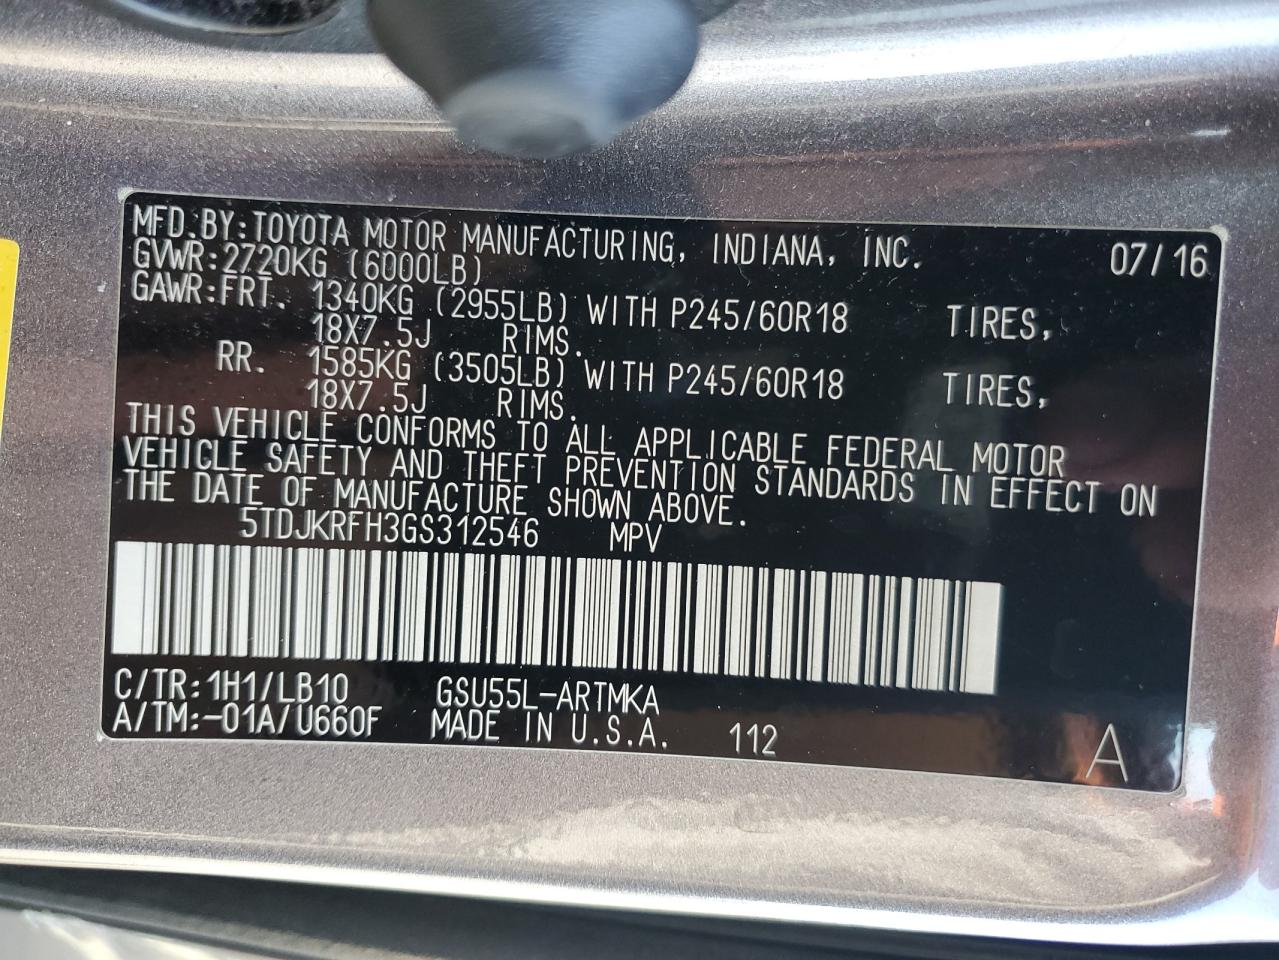 MFD.BY:TOYOTA MOTOR MANUFACTURING, INDIANA, INC. 07/16
GVWR:2720KG (6000LB)
GAWR:FRT. 1340KG (2955LB) WITH P245/60R18 TIRES,
18X7.5J RIMS.
RR. 1585KG (3505LB) WITH P245/60R18 TIRES,
18X7.5J RIMS.
THIS VEHICLE CONFORMS TO ALL APPLICABLE FEDERAL MOTOR
VEHICLE SAFETY AND THEFT PREVENTION STANDARDS IN EFFECT ON
THE DATE OF MANUFACTURE SHOWN ABOVE.
5TDJKRFH3GS312546 MPV
C/TR:1H1/LB10 GSU55L-ARTMKA
A/TM:-01A/U660F MADE IN U.S.A. 112 A